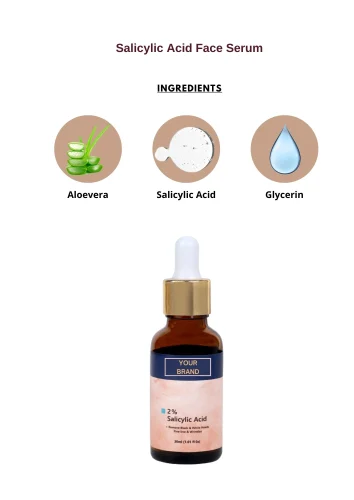 Salicylic Acid Face Serum
INGREDIENTS
Aloevera
Salicylic Acid
Glycerin
YOUR
BRAND
2%
Salicylic Acid